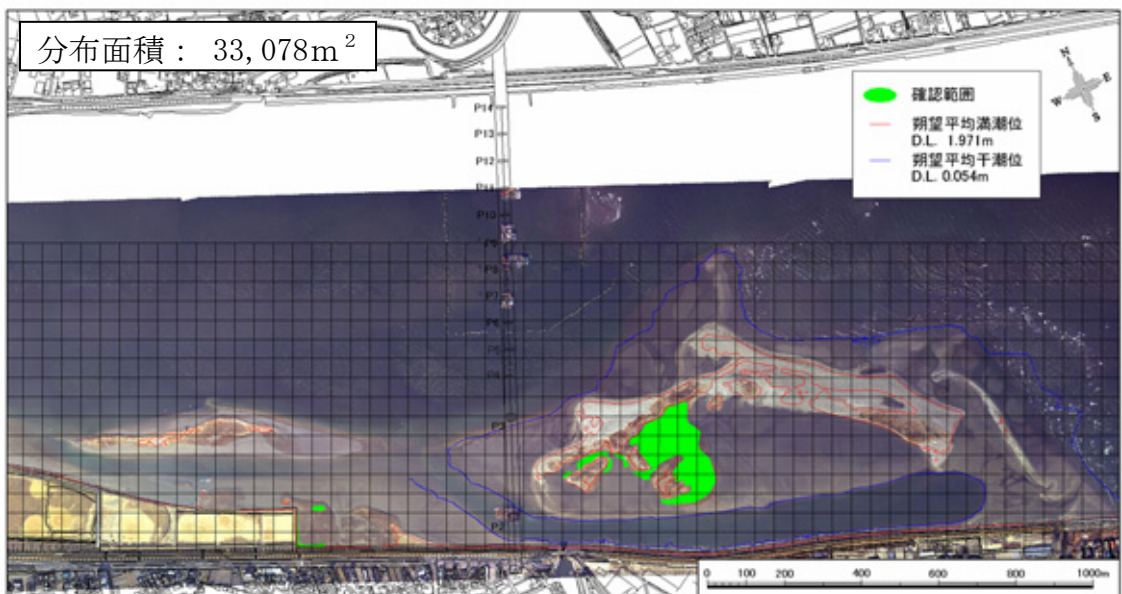 分布面積： 33,078m²
N
E
W
S
確認範囲
朔望平均満潮位
D.L. 1.971m
朔望平均干潮位
D.L. 0.054m
P14
P13
P12
P11
P10
P9
P8
P7
P6
P5
P4
P3
P2
0 100 200 400 600 800 1000m